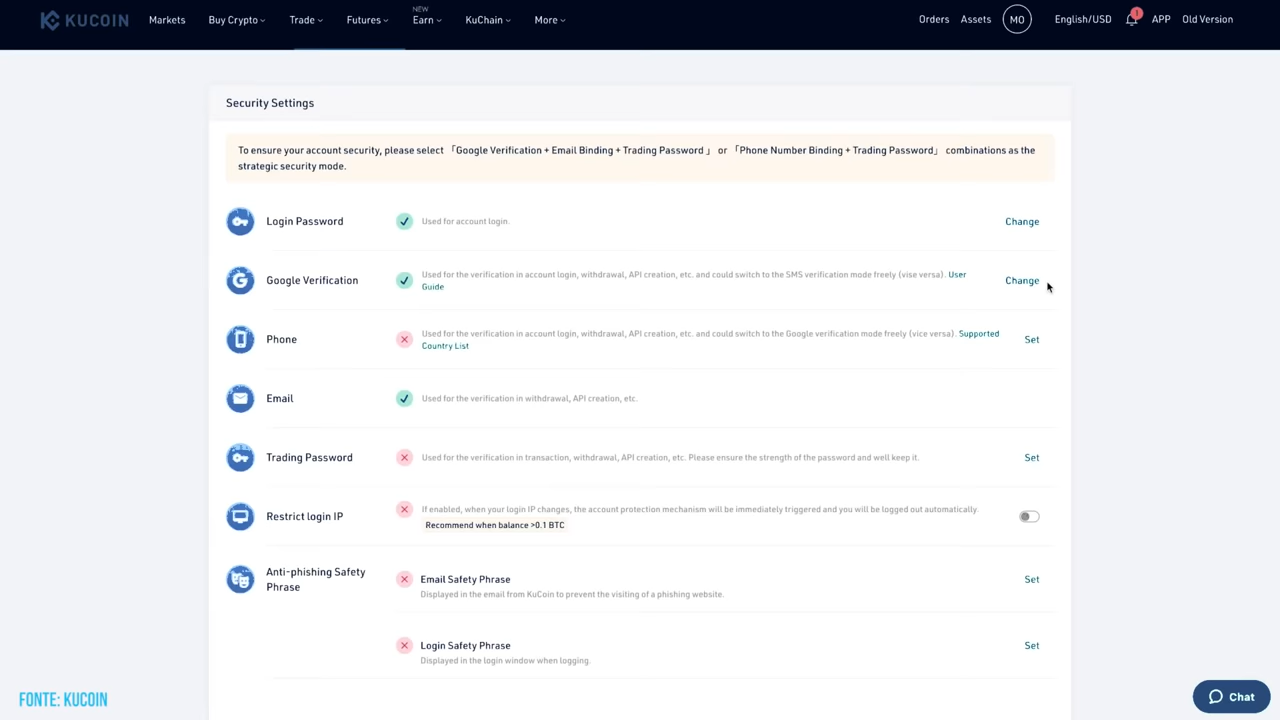 KUCOIN Markets Buy Crypto Trade Futures NEW Earn KuChain More Orders Assets MO English/USD 1 APP Old Version
Security Settings
To ensure your account security, please select 「Google Verification + Email Binding + Trading Password 」 or 「Phone Number Binding + Trading Password」 combinations as the
strategic security mode.
Login Password Used for account login. Change
Google Verification Used for the verification in account login, withdrawal, API creation, etc. and could switch to the SMS verification mode freely (vise versa). User
Guide Change
Phone Used for the verification in account login, withdrawal, API creation, etc. and could switch to the Google verification mode freely (vice versa). Supported
Country List Set
Email Used for the verification in withdrawal, API creation, etc.
Trading Password Used for the verification in transaction, withdrawal, API creation, etc. Please ensure the strength of the password and well keep it. Set
Restrict login IP If enabled, when your login IP changes, the account protection mechanism will be immediately triggered and you will be logged out automatically.
Recommend when balance >0.1 BTC
Anti-phishing Safety
Phrase
Email Safety Phrase Set
Displayed in the email from KuCoin to prevent the visiting of a phishing website.
Login Safety Phrase Set
Displayed in the login window when logging.
FONTE: KUCOIN
Chat